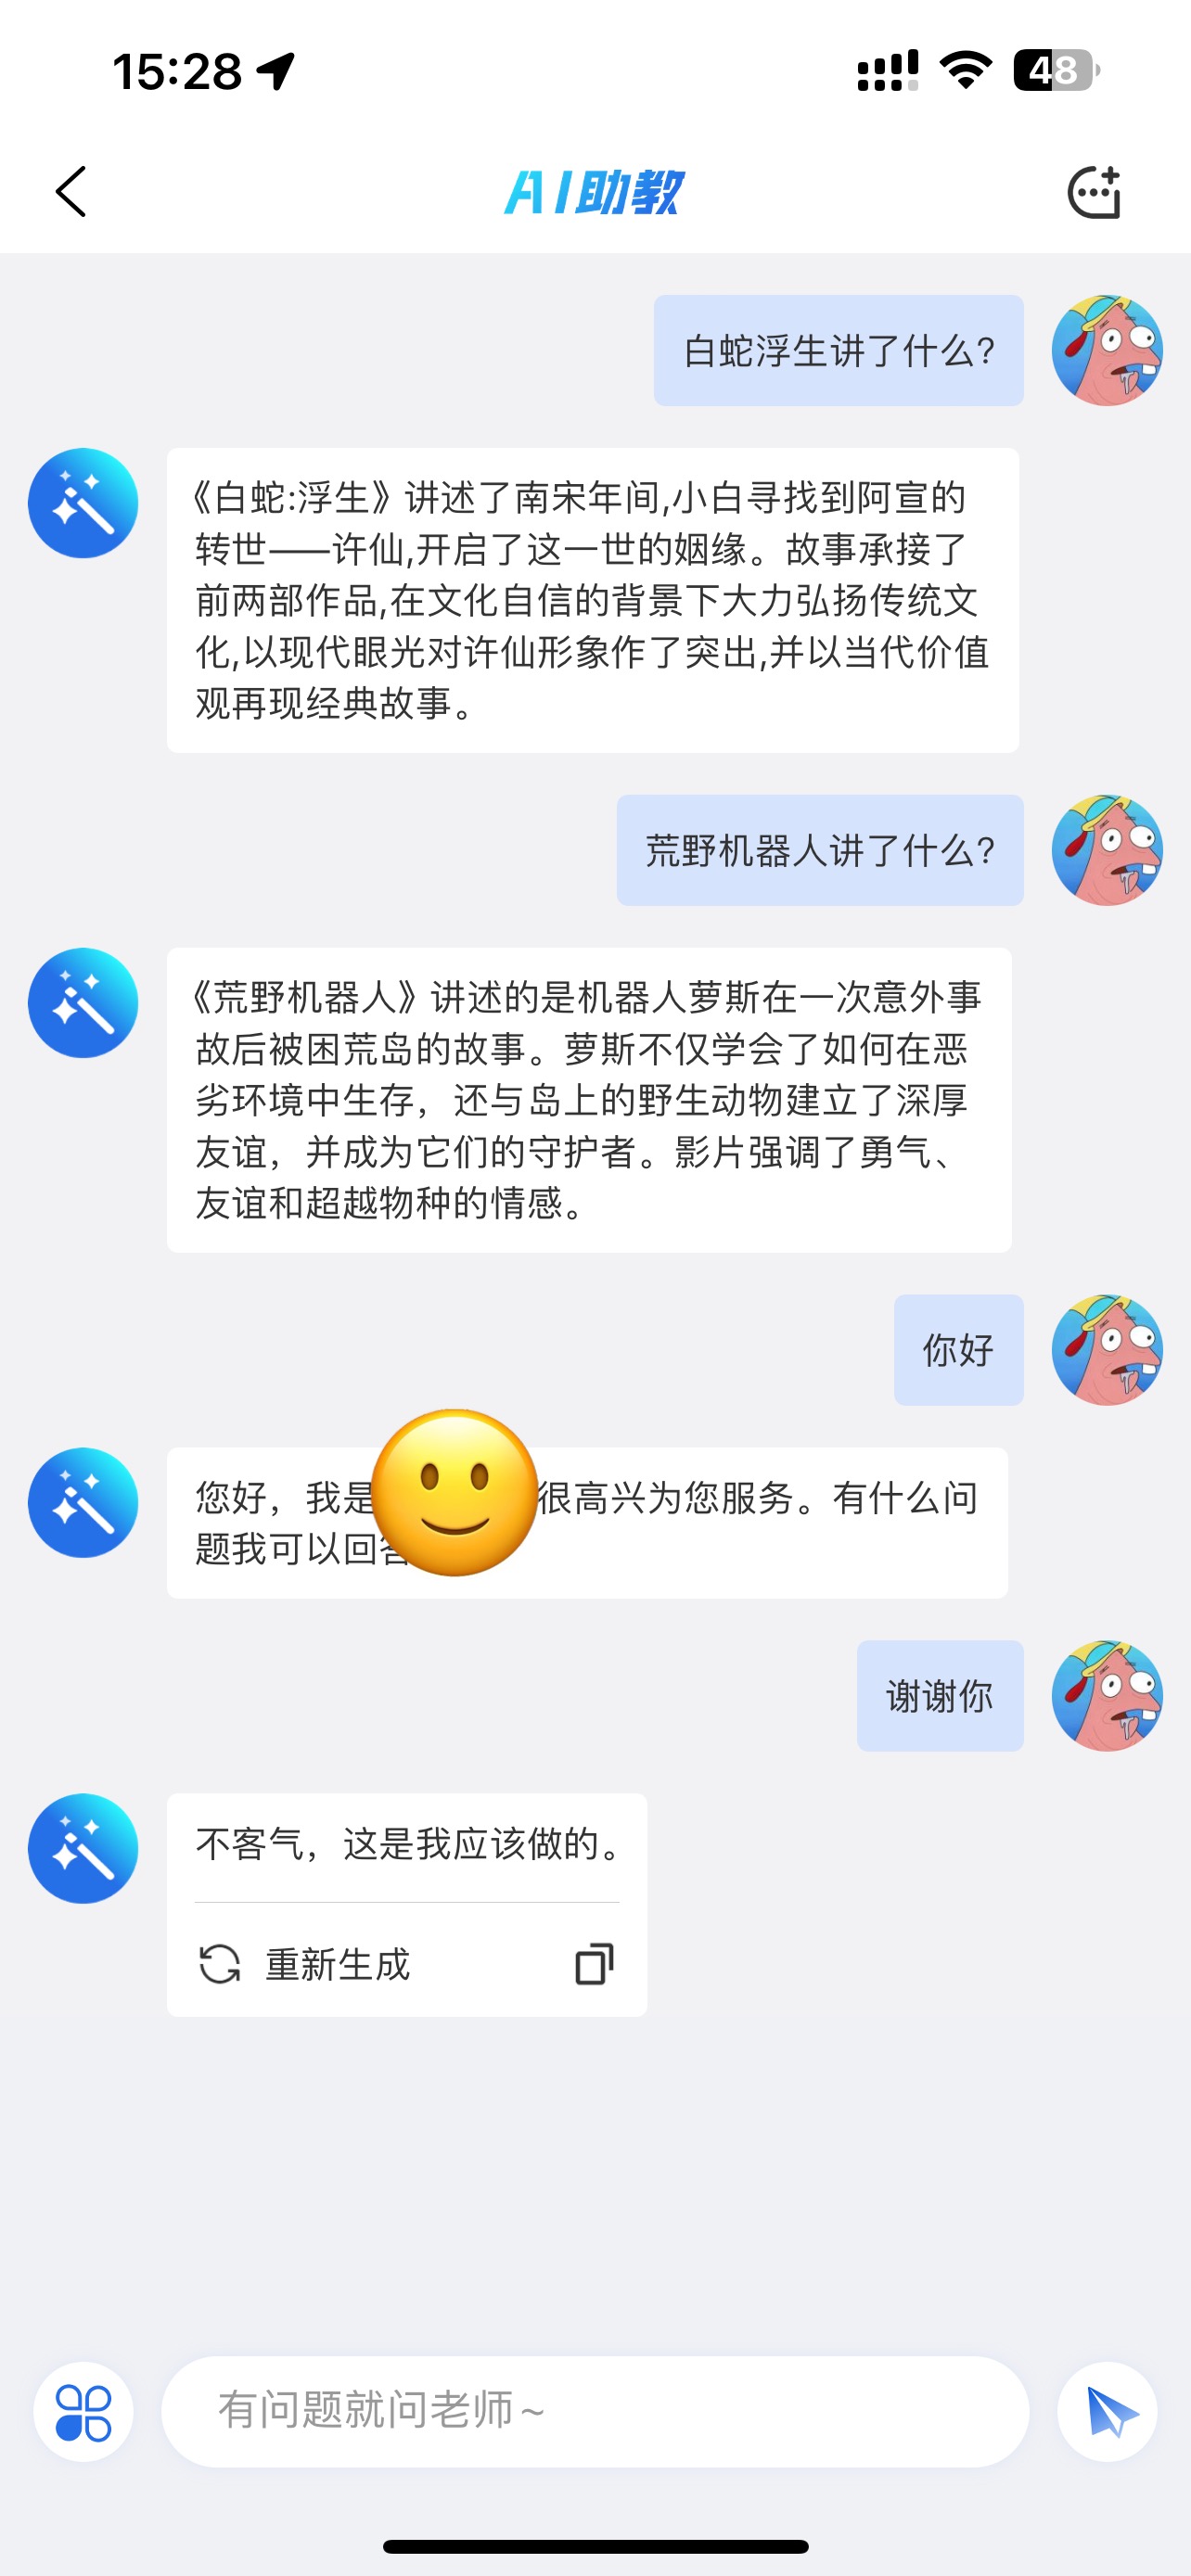 15:28
48
AI助教
白蛇浮生讲了什么?
《白蛇:浮生》讲述了南宋年间,小白寻找到阿宣的
转世——许仙,开启了这一世的姻缘。故事承接了
前两部作品,在文化自信的背景下大力弘扬传统文
化,以现代眼光对许仙形象作了突出,并以当代价值
观再现经典故事。
荒野机器人讲了什么?
《荒野机器人》讲述的是机器人萝斯在一次意外事
故后被困荒岛的故事。萝斯不仅学会了如何在恶
劣环境中生存，还与岛上的野生动物建立了深厚
友谊，并成为它们的守护者。影片强调了勇气、
友谊和超越物种的情感。
你好
您好，我是 很高兴为您服务。有什么问
题我可以回答
谢谢你
不客气，这是我应该做的。
重新生成
有问题就问老师~